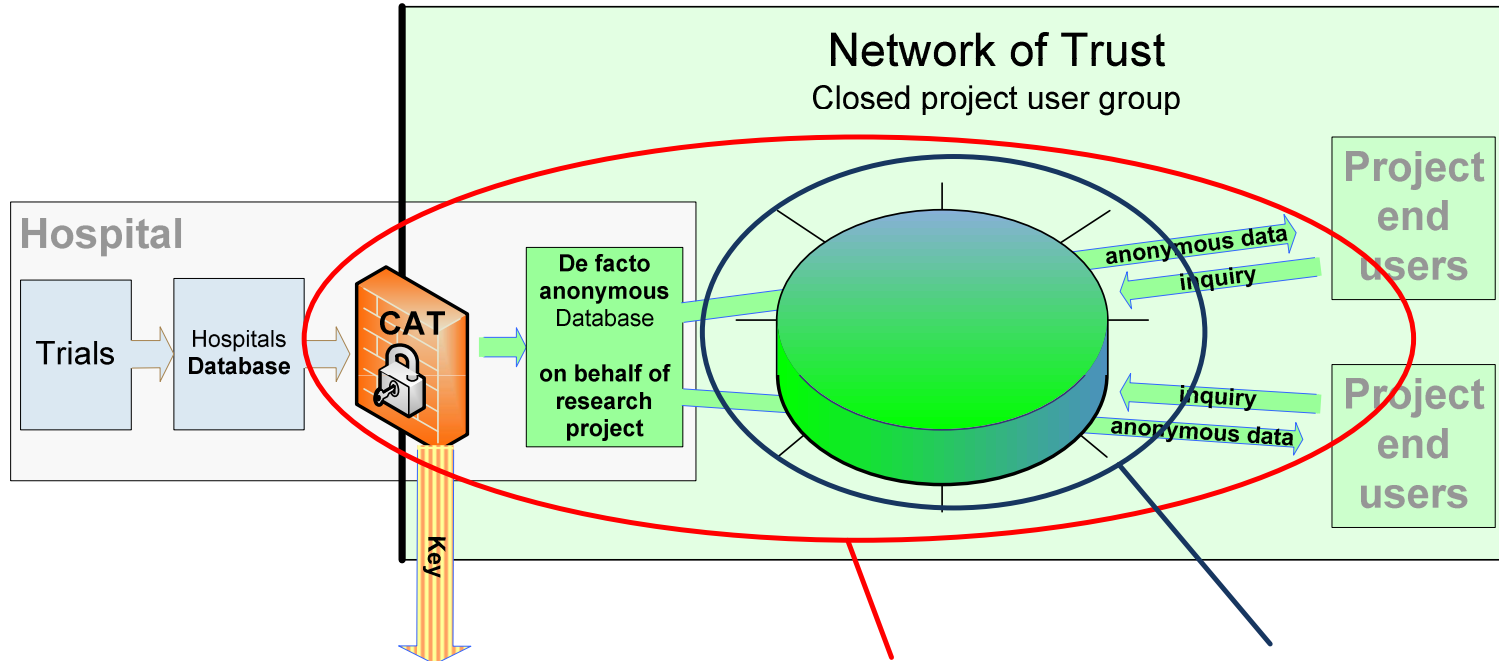 Network of Trust
Closed project user group
Hospital
Trials
Hospitals
Database
CAT
De facto
anonymous
Database
on behalf of
research
project
anonymous data
inquiry
Project
end
users
inquiry
anonymous data
Project
end
users
Key